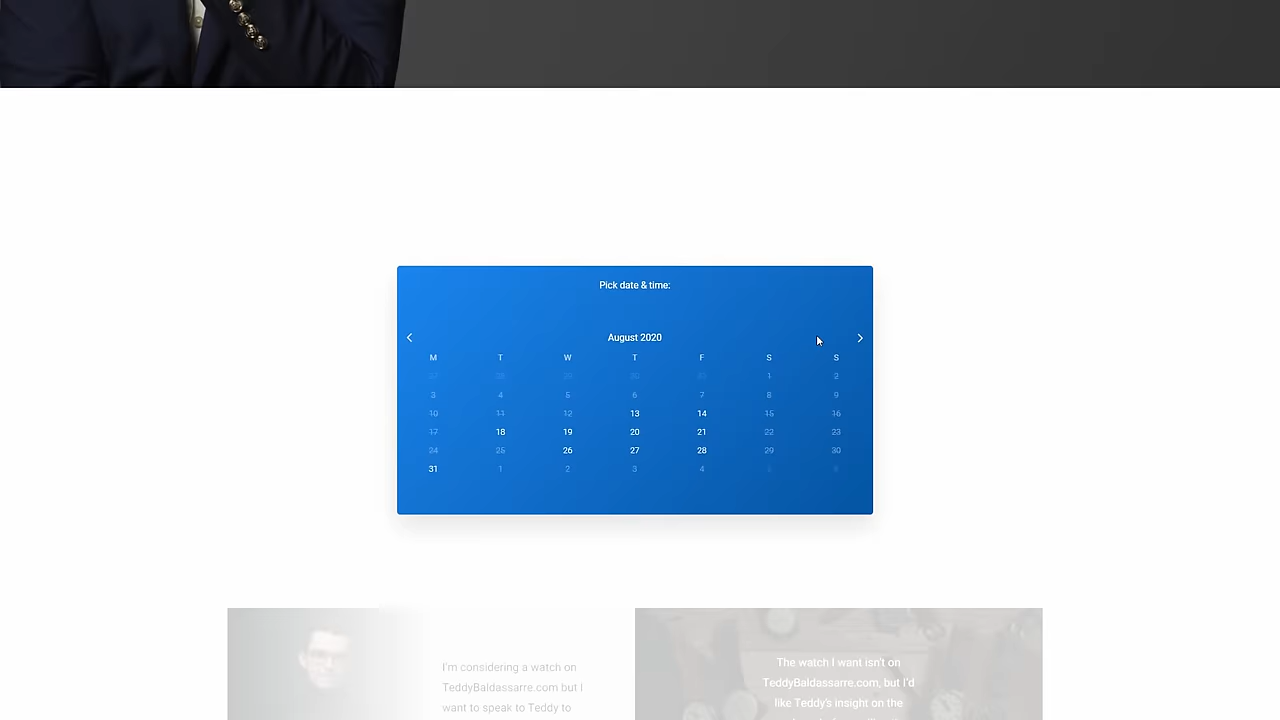 Pick date & time:
August 2020
M T W T F S S
27 28 29 30 31 1 2
3 4 5 6 7 8 9
10 11 12 13 14 15 16
17 18 19 20 21 22 23
24 25 26 27 28 29 30
31 1 2 3 4 5 6
I'm considering a watch on
TeddyBaldassarre.com but I
want to speak to Teddy to
The watch I want isn't on
TeddyBaldassarre.com, but I'd
like Teddy's insight on the